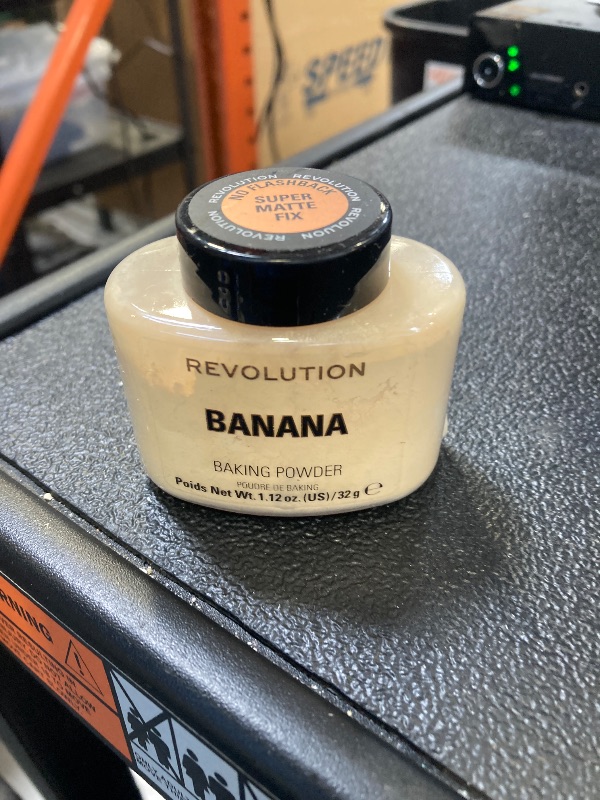 SPEED
REVOLUTION REVOLUTION REVOLUTION REVOLUTION
NO FLASHBACK
SUPER
MATTE
FIX
REVOLUTION
BANANA
BAKING POWDER
POUDRE DE BAKING
Poids Net Wt. 1.12 oz. (US)/32 g ℮
RNING